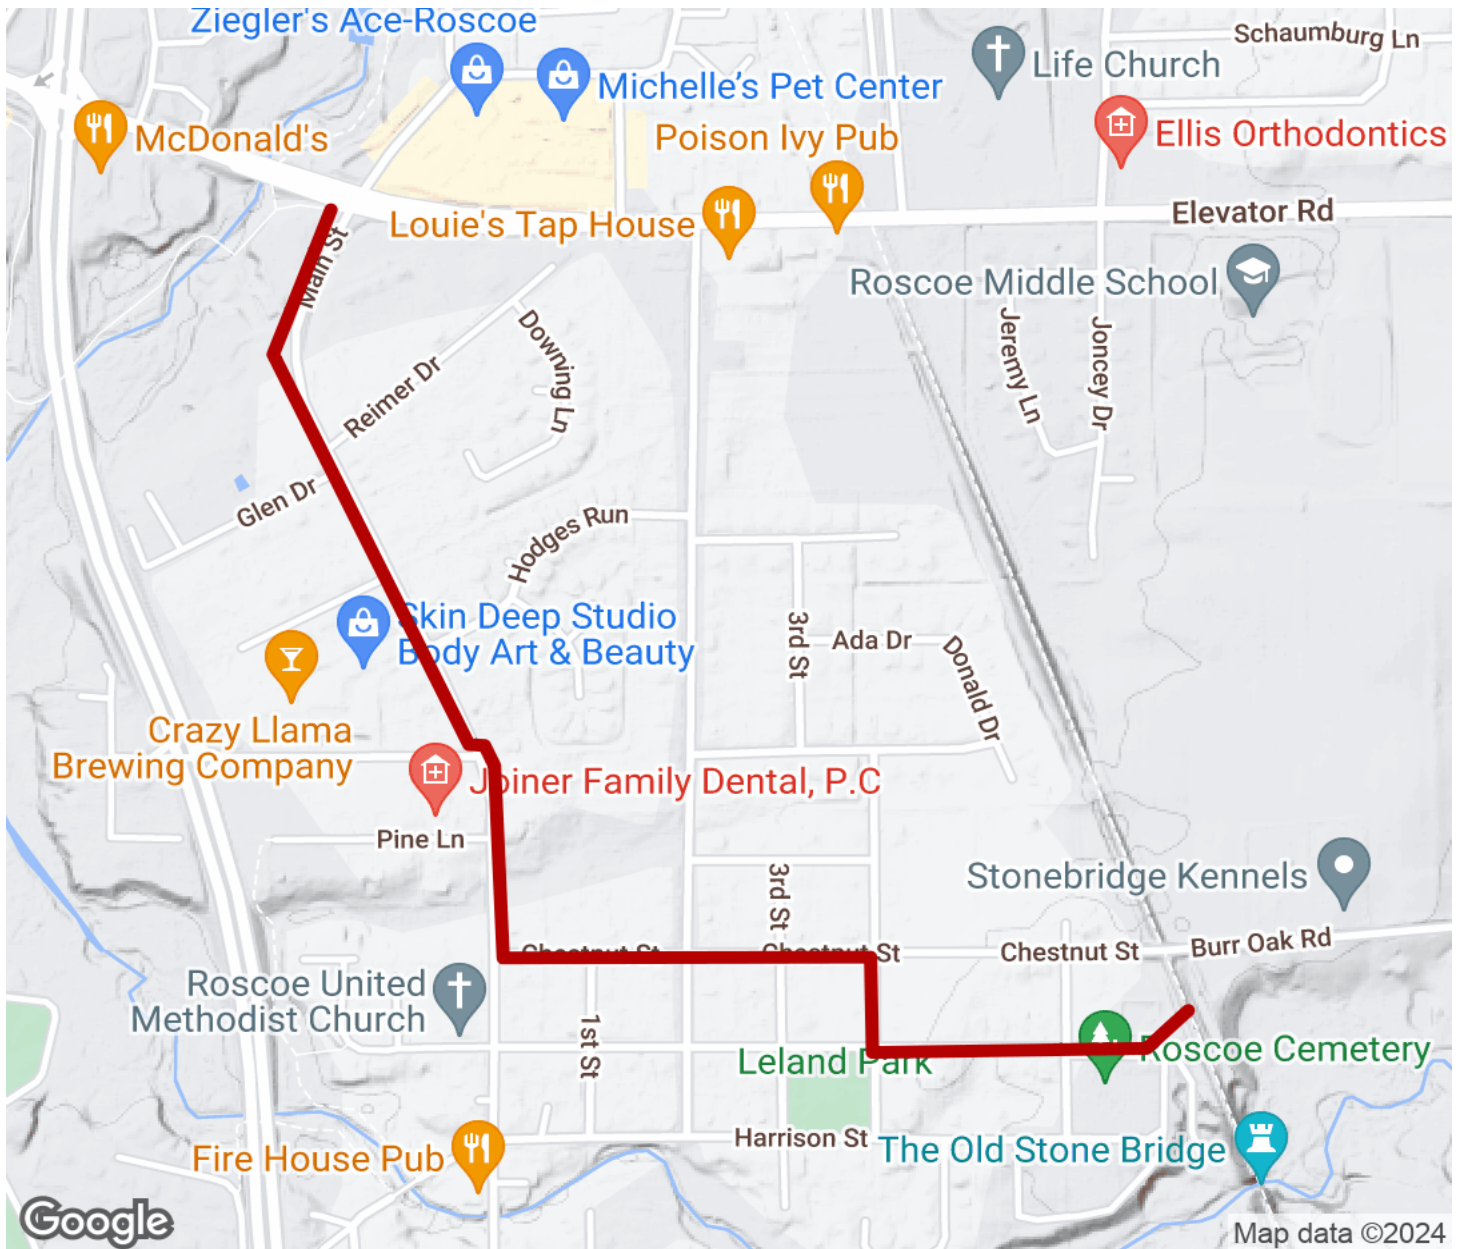 Ziegler's Ace-Roscoe
Schaumburg Ln
Life Church
Michelle's Pet Center
McDonald's
Poison Ivy Pub
Ellis Orthodontics
Louie's Tap House
Elevator Rd
Main St
Roscoe Middle School
Downing Ln
Jeremy Ln
Joncey Dr
Reimer Dr
Glen Dr
Hodges Run
Skin Deep Studio
Body Art & Beauty
3rd St
Ada Dr
Donald Dr
Crazy Llama
Brewing Company
Joiner Family Dental, P.C
Pine Ln
3rd St
Stonebridge Kennels
Chestnut St
Chestnut St
Chestnut St
Burr Oak Rd
Roscoe United
Methodist Church
1st St
Leland Park
Roscoe Cemetery
Harrison St
The Old Stone Bridge
Fire House Pub
Google
Map data ©2024